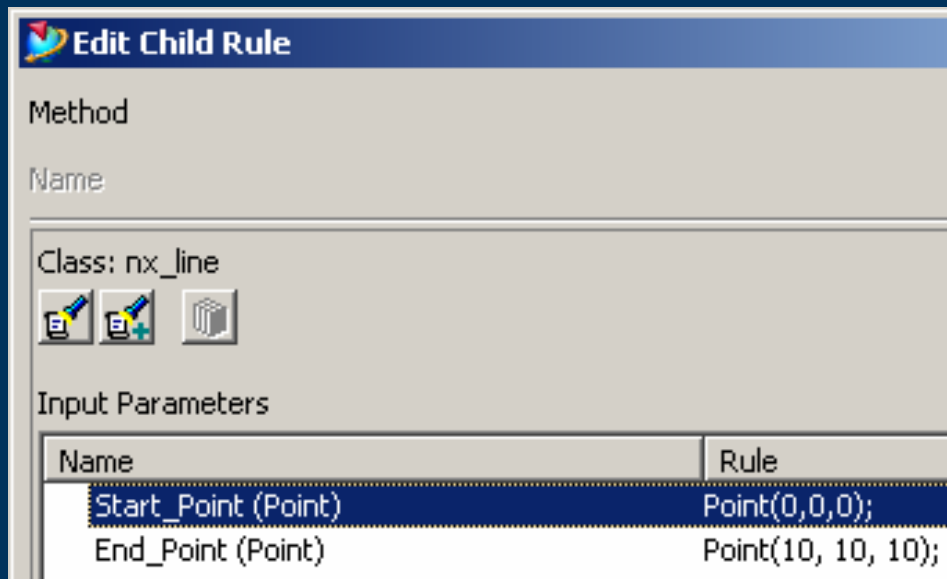 Edit Child Rule
Method
Name
Class: nx_line
Input Parameters
Name Rule
Start_Point (Point) Point(0,0,0);
End_Point (Point) Point(10, 10, 10);